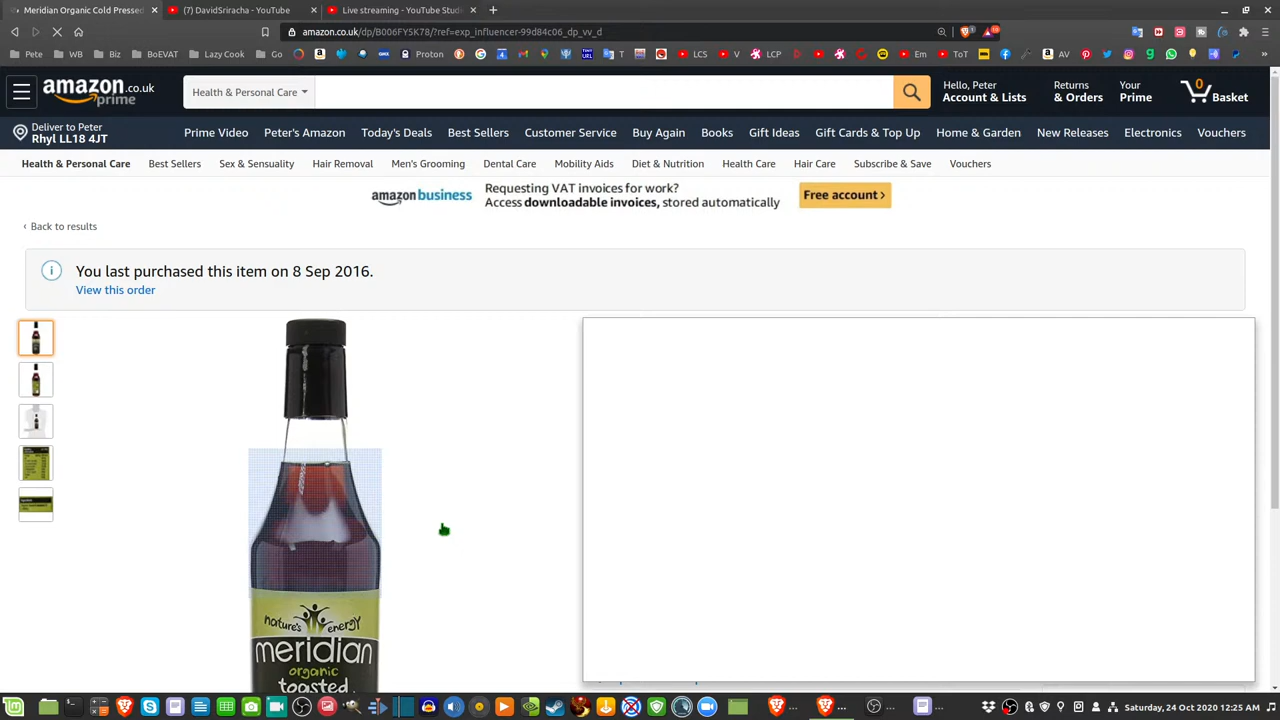 Meridian Organic Cold Pressed
(7) DavidSriracha - YouTube
Live streaming - YouTube Stud
amazon.co.uk/dp/B006FYSK78/?ref=exp_influencer-99d84c06_dp_vv_d
Pete WB Biz BoEVAT Lazy Cook Go Proton T LCS V LCP Em ToT AV
amazon.co.uk
prime
Health & Personal Care
Hello, Peter
Account & Lists
Returns
& Orders
Your
Prime
0
Basket
Deliver to Peter
Rhyl LL18 4JT
Prime Video Peter's Amazon Today's Deals Best Sellers Customer Service Buy Again Books Gift Ideas Gift Cards & Top Up Home & Garden New Releases Electronics Vouchers
Health & Personal Care Best Sellers Sex & Sensuality Hair Removal Men's Grooming Dental Care Mobility Aids Diet & Nutrition Health Care Hair Care Subscribe & Save Vouchers
amazon business
Requesting VAT invoices for work?
Access downloadable invoices, stored automatically
Free account ›
‹ Back to results
You last purchased this item on 8 Sep 2016.
View this order
nature's energy
meridian
organic
toasted
Saturday, 24 Oct 2020 12:25 AM